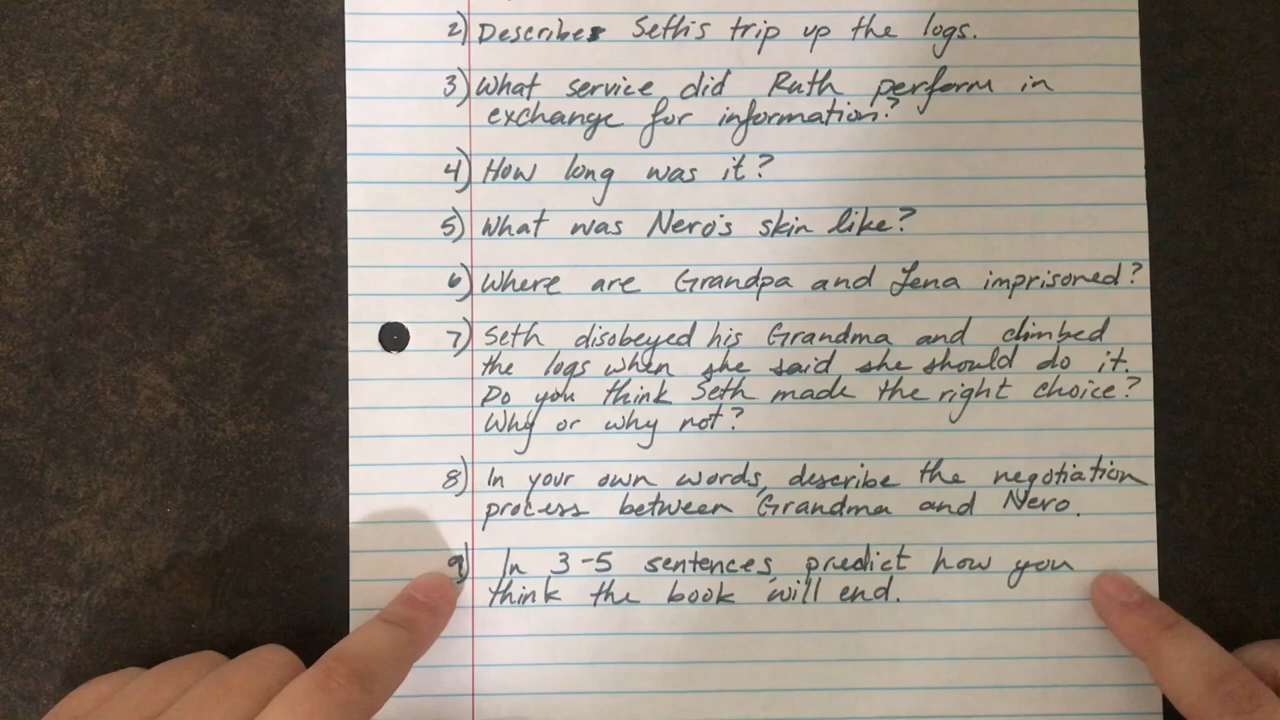 2) Describes Seth's trip up the logs.
3) What service did Ruth perform in
exchange for information?
4) How long was it?
5) What was Nero's skin like?
6) Where are Grandpa and Lena imprisoned?
7) Seth disobeyed his Grandma and climbed
the logs when she said she should do it.
Do you think Seth made the right choice?
Why or why not?
8) In your own words, describe the negotiation
process between Grandma and Nero.
9) In 3-5 sentences, predict how you
think the book will end.